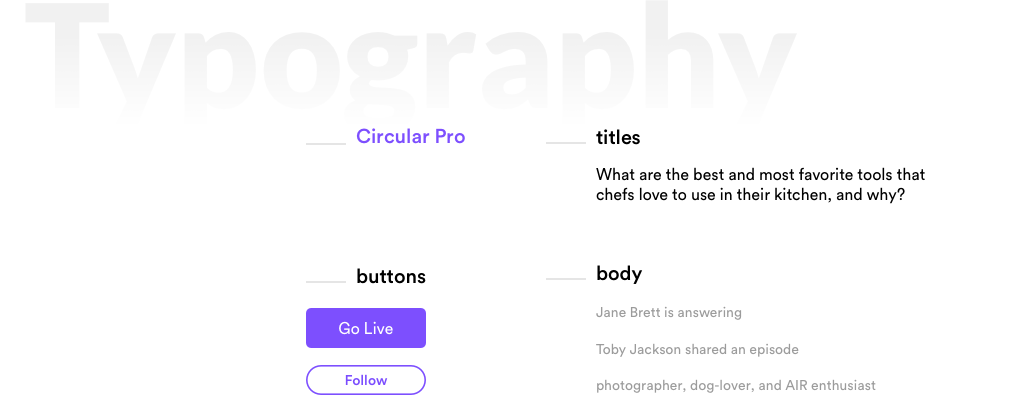 Typography
Circular Pro
titles
What are the best and most favorite tools that
chefs love to use in their kitchen, and why?
buttons
Go Live
Follow
body
Jane Brett is answering
Toby Jackson shared an episode
photographer, dog-lover, and AIR enthusiast